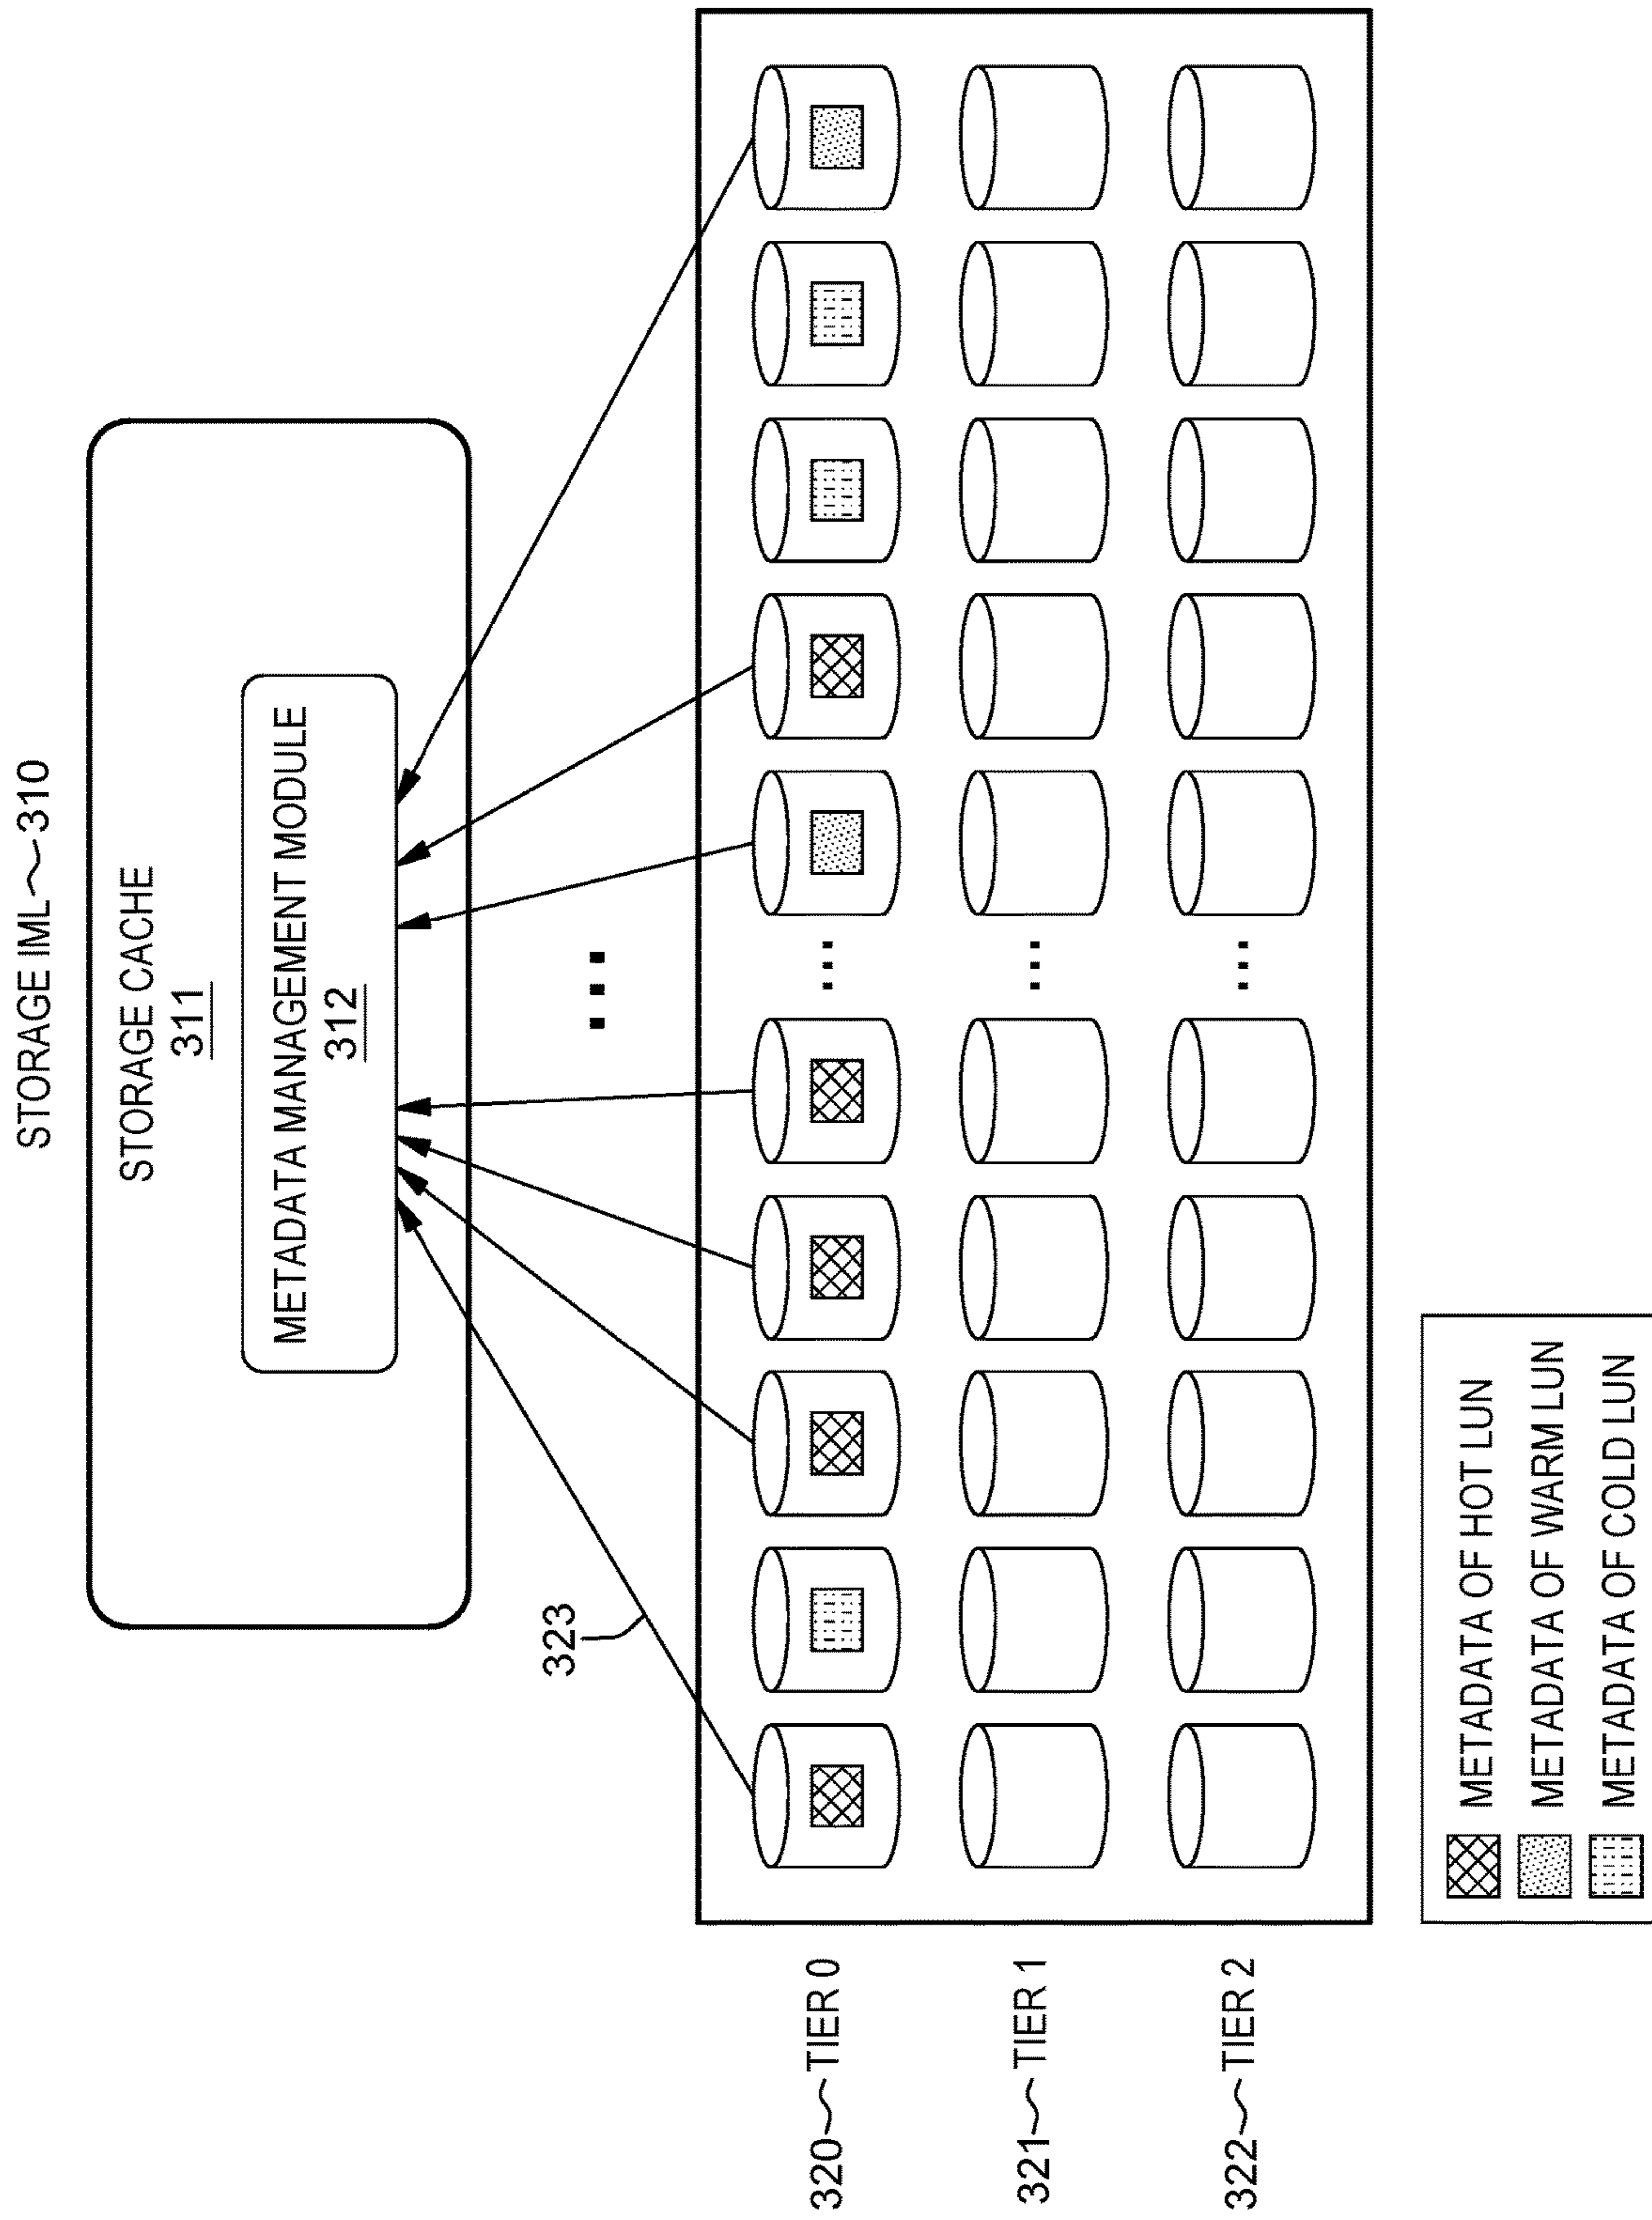 STORAGE IML~310
STORAGE CACHE
311
METADATA MANAGEMENT MODULE
312
323
...
320~TIER 0
...
321~TIER 1
...
322~TIER 2
...
METADATA OF HOT LUN
METADATA OF WARM LUN
METADATA OF COLD LUN